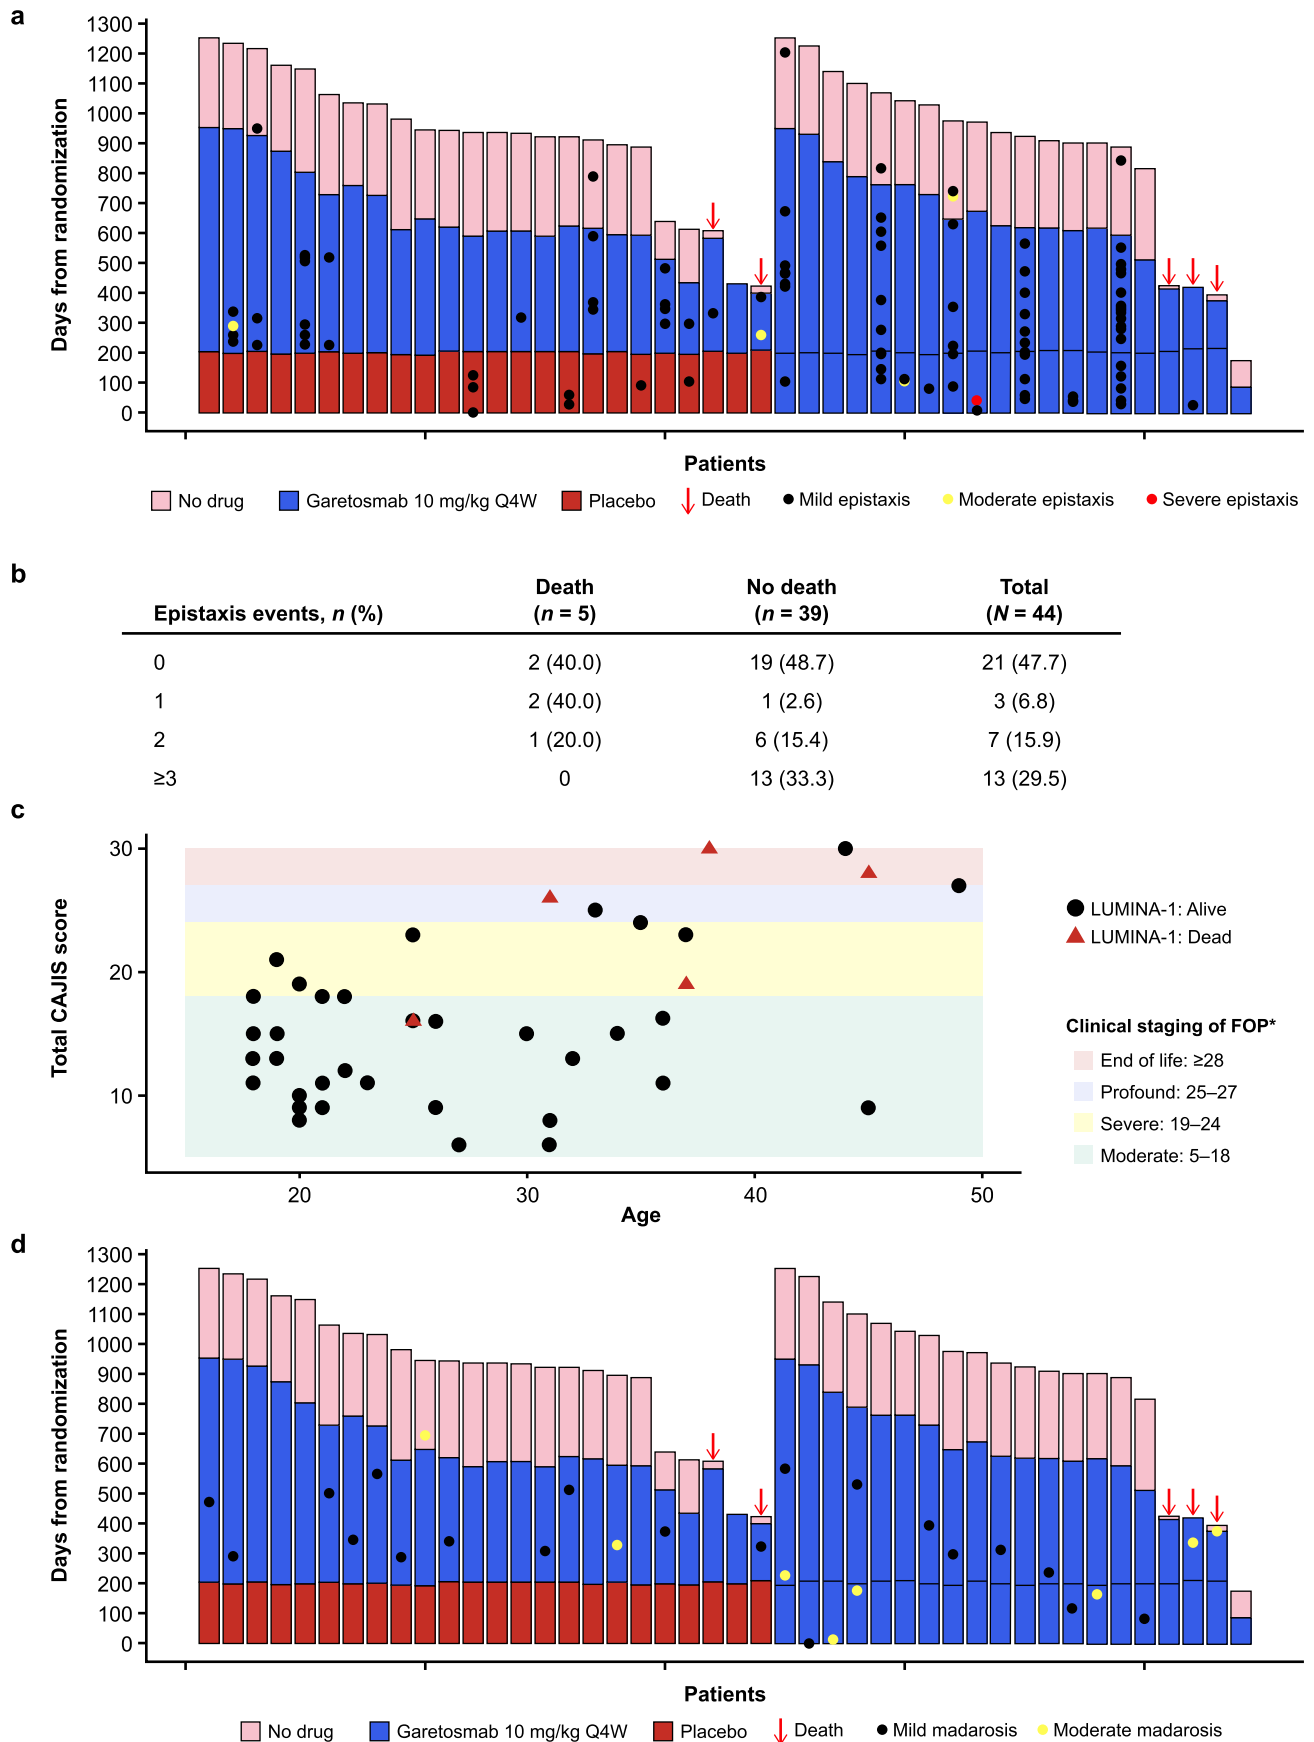 a
1300
1200
1100
1000
900
800
700
600
500
400
300
200
100
0
Days from randomization
Patients
No drug Garetosmab 10 mg/kg Q4W Placebo Death Mild epistaxis Moderate epistaxis Severe epistaxis
b
Death No death Total
Epistaxis events, n (%) (n = 5) (n = 39) (N = 44)
0 2 (40.0) 19 (48.7) 21 (47.7)
1 2 (40.0) 1 (2.6) 3 (6.8)
2 1 (20.0) 6 (15.4) 7 (15.9)
≥3 0 13 (33.3) 13 (29.5)
c
30
20
10
Total CAJIS score
20 30 40 50
Age
LUMINA-1: Alive
LUMINA-1: Dead
Clinical staging of FOP*
End of life: ≥28
Profound: 25–27
Severe: 19–24
Moderate: 5–18
d
1300
1200
1100
1000
900
800
700
600
500
400
300
200
100
0
Days from randomization
Patients
No drug Garetosmab 10 mg/kg Q4W Placebo Death Mild madarosis Moderate madarosis